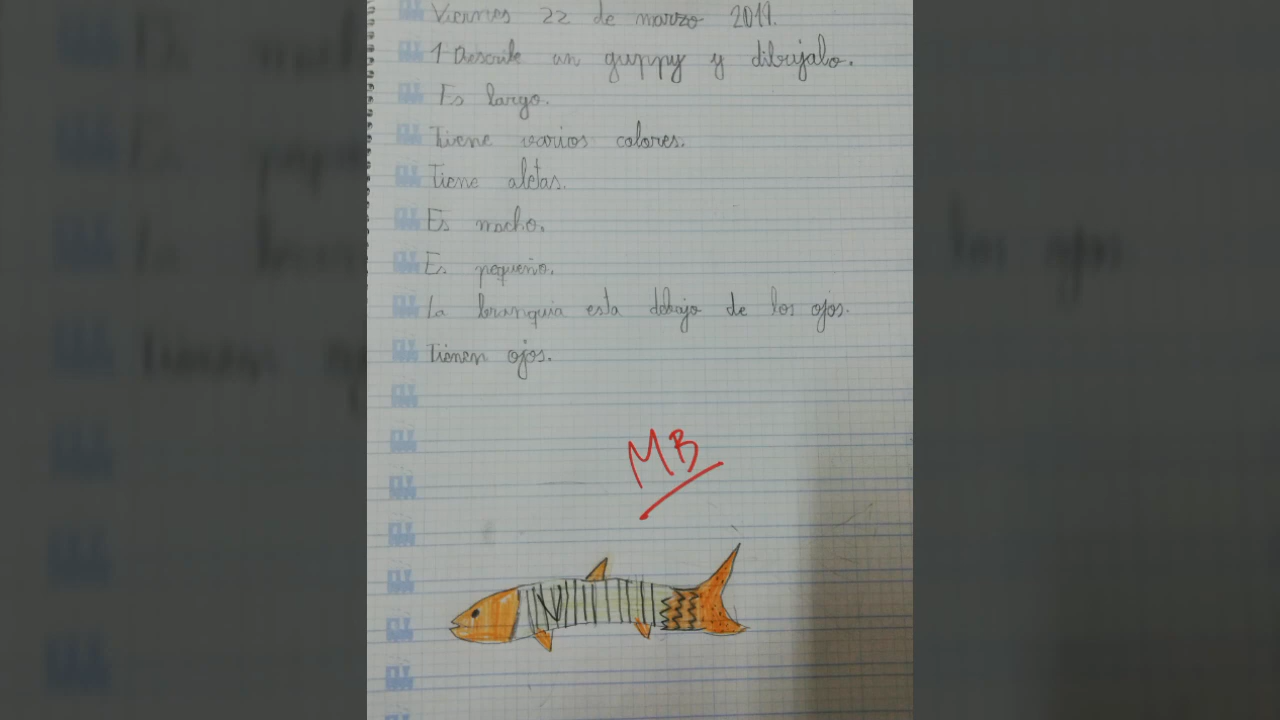 Viernes 22 de marzo 2019.
1 Describe un guppy y dibujalo.
Es largo.
Tiene varios colores.
Tiene aletas.
Es macho.
Es pequeño.
La branquia esta debajo de los ojos.
Tienen ojos.
MB